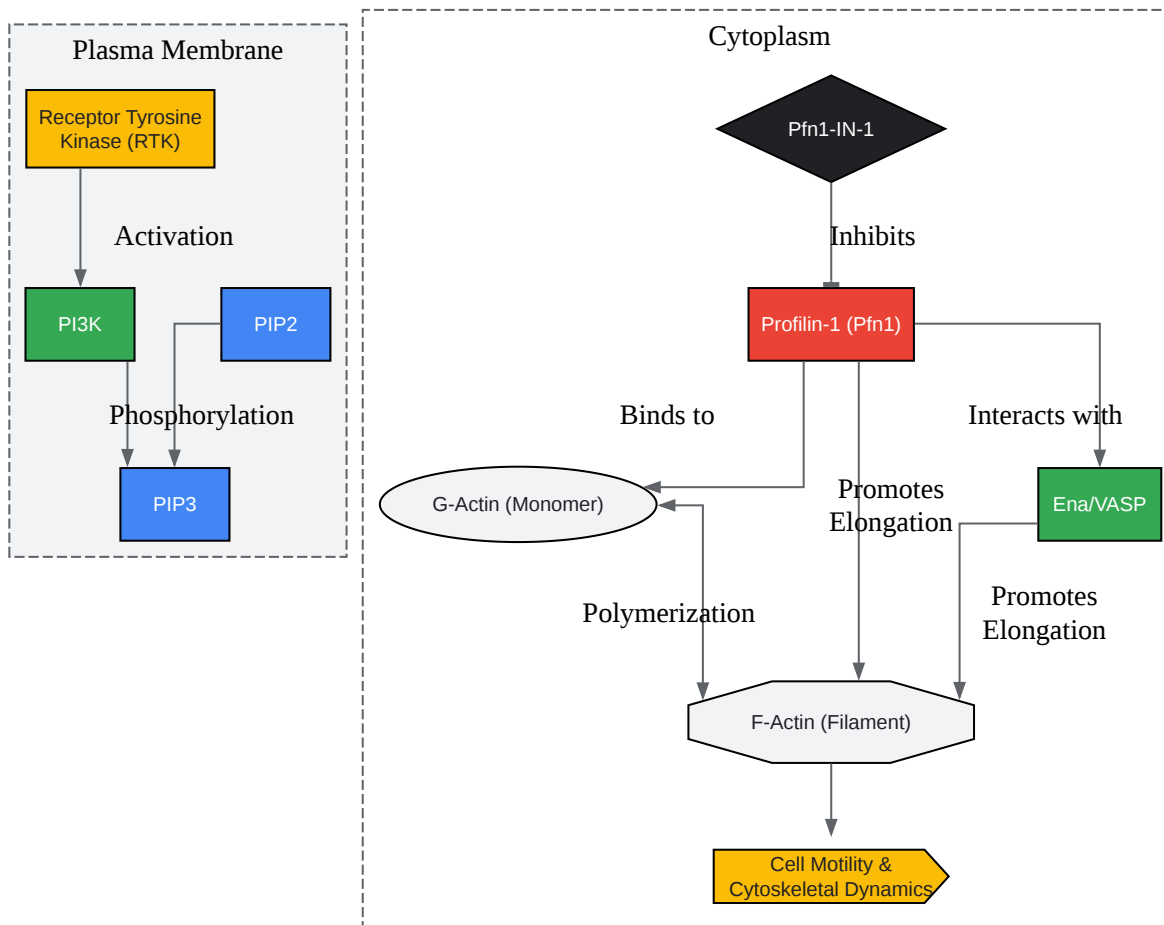 Plasma Membrane
Receptor Tyrosine
Kinase (RTK)
Activation
PI3K
PIP2
Phosphorylation
PIP3
Cytoplasm
Pfn1-IN-1
Inhibits
Profilin-1 (Pfn1)
Binds to
Interacts with
G-Actin (Monomer)
Promotes
Elongation
Ena/VASP
Polymerization
Promotes
Elongation
F-Actin (Filament)
Cell Motility &
Cytoskeletal Dynamics